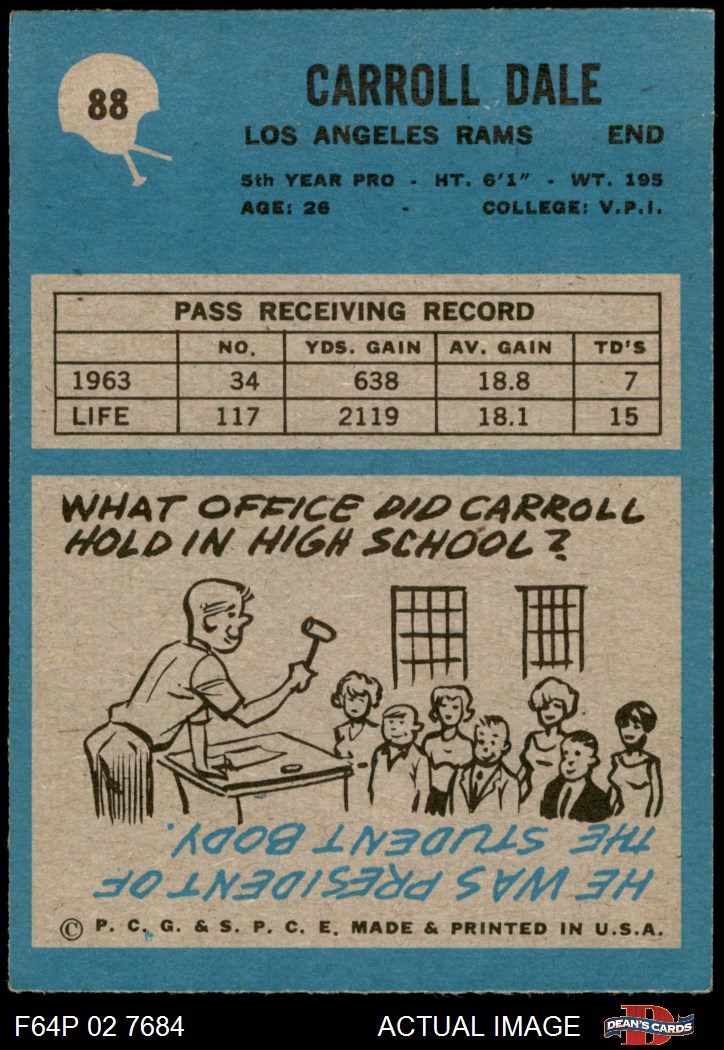 88
CARROLL DALE
LOS ANGELES RAMS END
5th YEAR PRO - HT. 6'1" - WT. 195
AGE: 26 - COLLEGE: V.P.I.
PASS RECEIVING RECORD
NO. YDS. GAIN AV. GAIN TD'S
1963 34 638 18.8 7
LIFE 117 2119 18.1 15
WHAT OFFICE DID CARROLL
HOLD IN HIGH SCHOOL?
HE WAS PRESIDENT OF
THE STUDENT BODY.
© P. C. G. & S. P. C. E. MADE & PRINTED IN U.S.A.
F64P 02 7684 ACTUAL IMAGE
D
DEAN'S CARDS